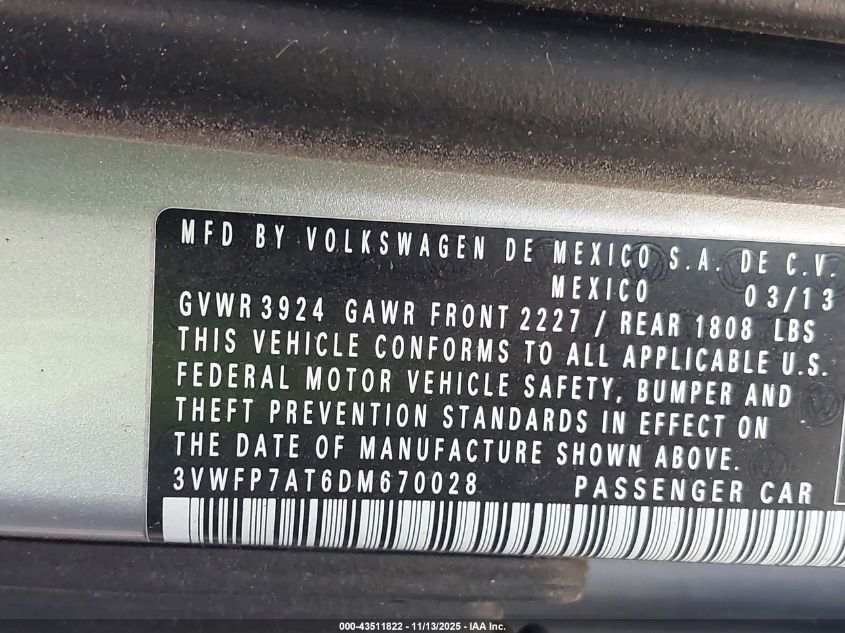 MFD BY VOLKSWAGEN DE MEXICO S.A. DE C.V.
MEXICO 03/13
GVWR 3924 GAWR FRONT 2227 / REAR 1808 LBS
THIS VEHICLE CONFORMS TO ALL APPLICABLE U.S.
FEDERAL MOTOR VEHICLE SAFETY, BUMPER AND
THEFT PREVENTION STANDARDS IN EFFECT ON
THE DATE OF MANUFACTURE SHOWN ABOVE.
3VWFP7AT6DM670028 PASSENGER CAR
000-43511822 - 11/13/2025 - IAA Inc.